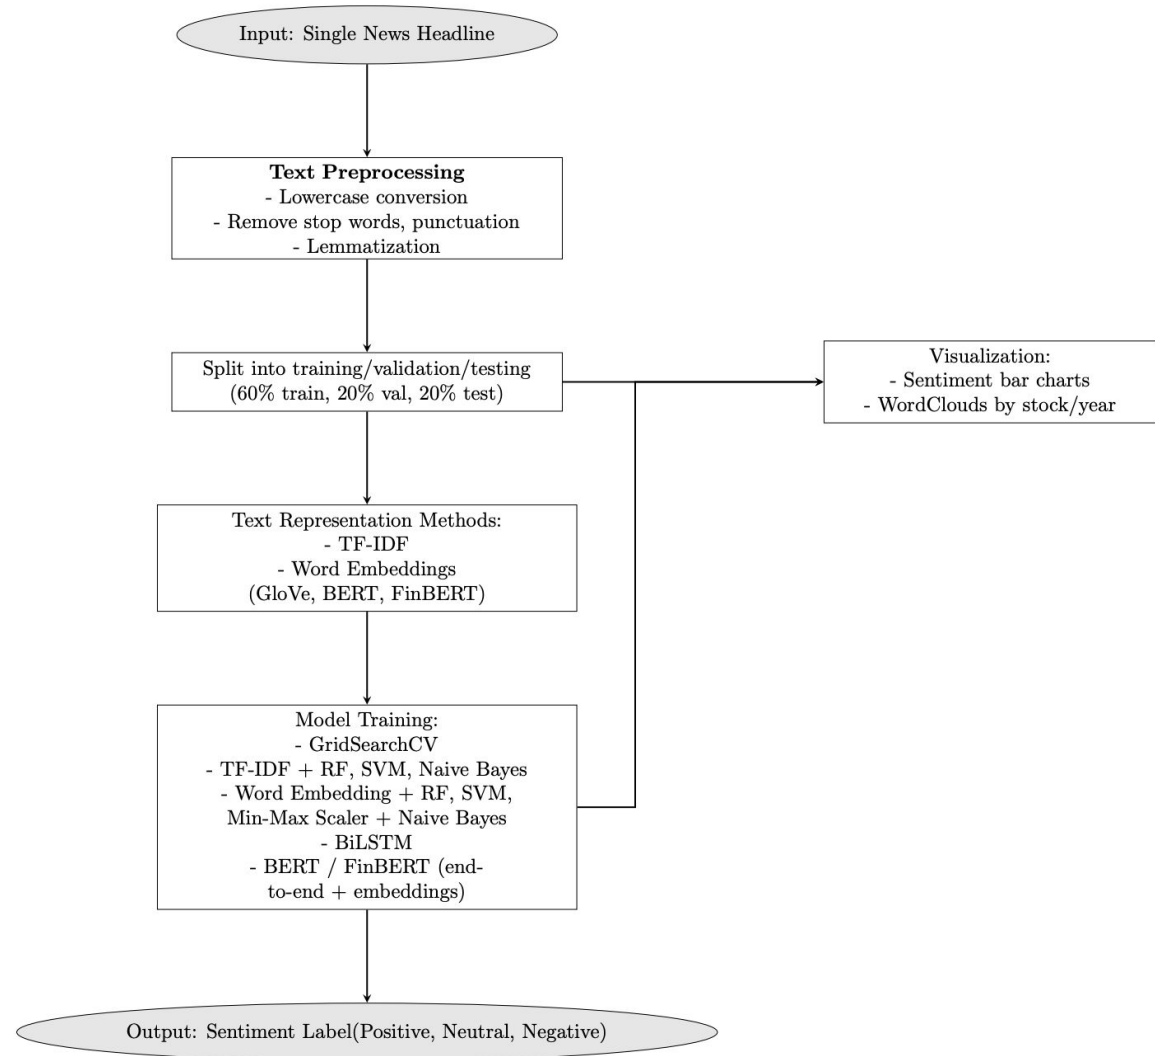 Input: Single News Headline
Text Preprocessing
- Lowercase conversion
- Remove stop words, punctuation
- Lemmatization
Split into training/validation/testing
(60% train, 20% val, 20% test)
Visualization:
- Sentiment bar charts
- WordClouds by stock/year
Text Representation Methods:
- TF-IDF
- Word Embeddings
(GloVe, BERT, FinBERT)
Model Training:
- GridSearchCV
- TF-IDF + RF, SVM, Naive Bayes
- Word Embedding + RF, SVM,
Min-Max Scaler + Naive Bayes
- BiLSTM
- BERT / FinBERT (end-
to-end + embeddings)
Output: Sentiment Label(Positive, Neutral, Negative)